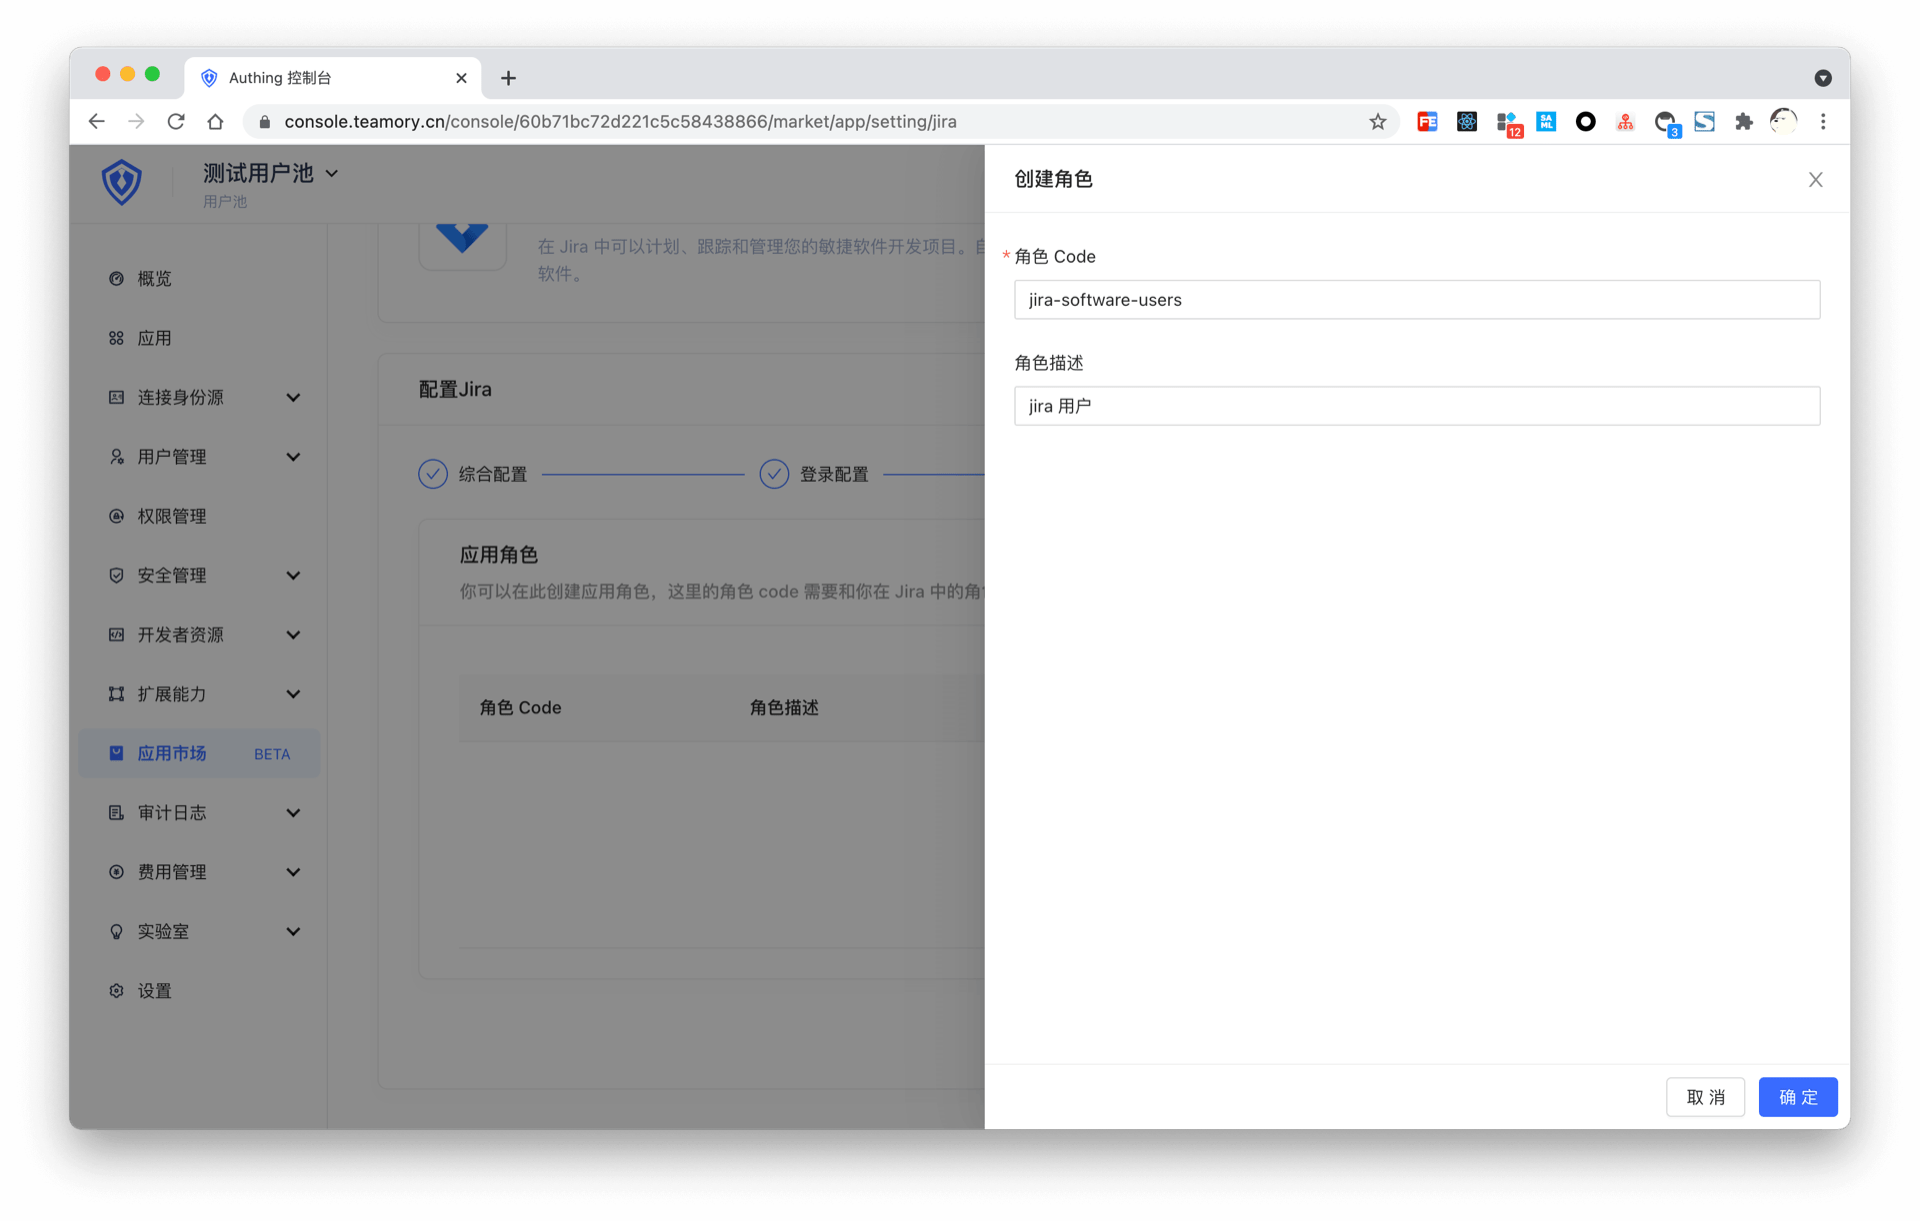 Authing 控制台
console.teamory.cn/console/60b71bc72d221c5c58438866/market/app/setting/jira
12
SA
ML
3
测试用户池
用户池
概览
应用
连接身份源
用户管理
权限管理
安全管理
开发者资源
扩展能力
应用市场 BETA
审计日志
费用管理
实验室
设置
在 Jira 中可以计划、跟踪和管理您的敏捷软件开发项目。
软件。
配置Jira
综合配置
登录配置
应用角色
你可以在此创建应用角色，这里的角色 code 需要和你在 Jira 中的角
角色 Code 角色描述
创建角色
* 角色 Code
jira-software-users
角色描述
jira 用户
取 消 确 定